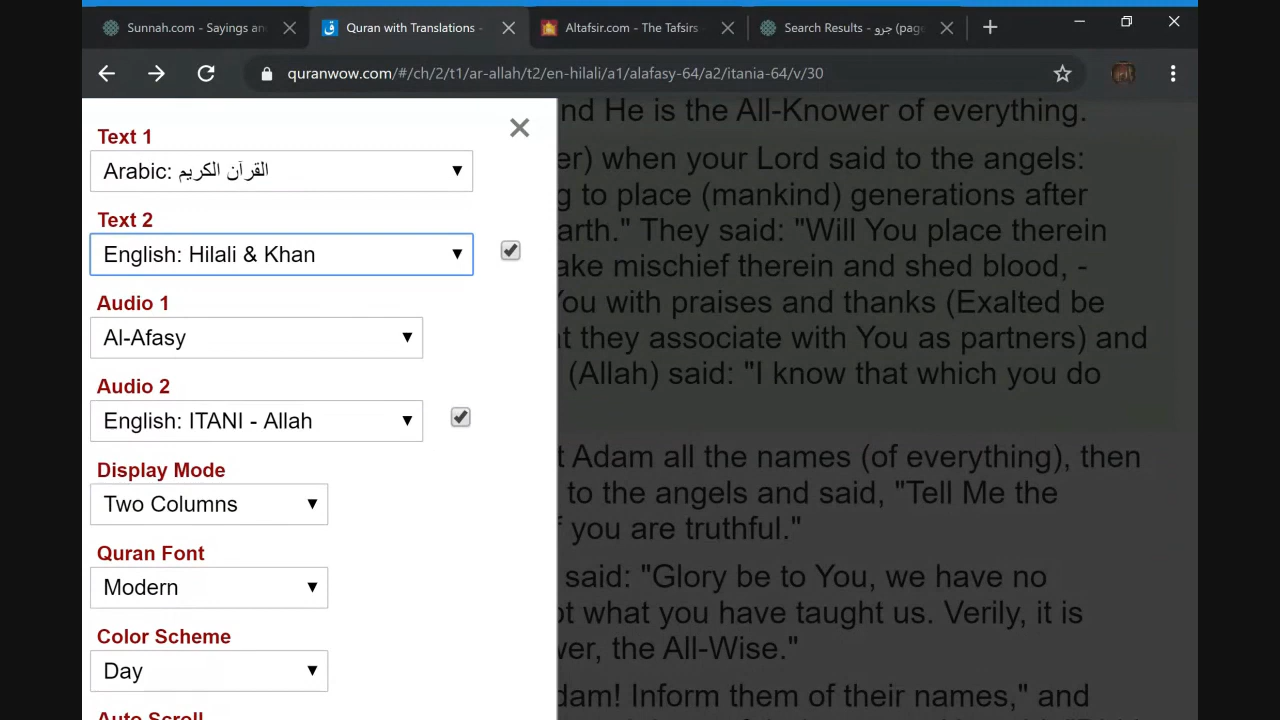 Sunnah.com - Sayings an
Quran with Translations -
Altafsir.com - The Tafsirs
Search Results - جرو (page
quranwow.com/#/ch/2/t1/ar-allah/t2/en-hilali/a1/alafasy-64/a2/itania-64/v/30
Text 1
Arabic: القرآن الكريم
Text 2
English: Hilali & Khan
Audio 1
Al-Afasy
Audio 2
English: ITANI - Allah
Display Mode
Two Columns
Quran Font
Modern
Color Scheme
Day
Auto Scroll
nd He is the All-Knower of everything.
er) when your Lord said to the angels:
g to place (mankind) generations after
arth." They said: "Will You place therein
ake mischief therein and shed blood, -
You with praises and thanks (Exalted be
t they associate with You as partners) and
(Allah) said: "I know that which you do
t Adam all the names (of everything), then
to the angels and said, "Tell Me the
f you are truthful."
said: "Glory be to You, we have no
pt what you have taught us. Verily, it is
wer, the All-Wise."
dam! Inform them of their names," and